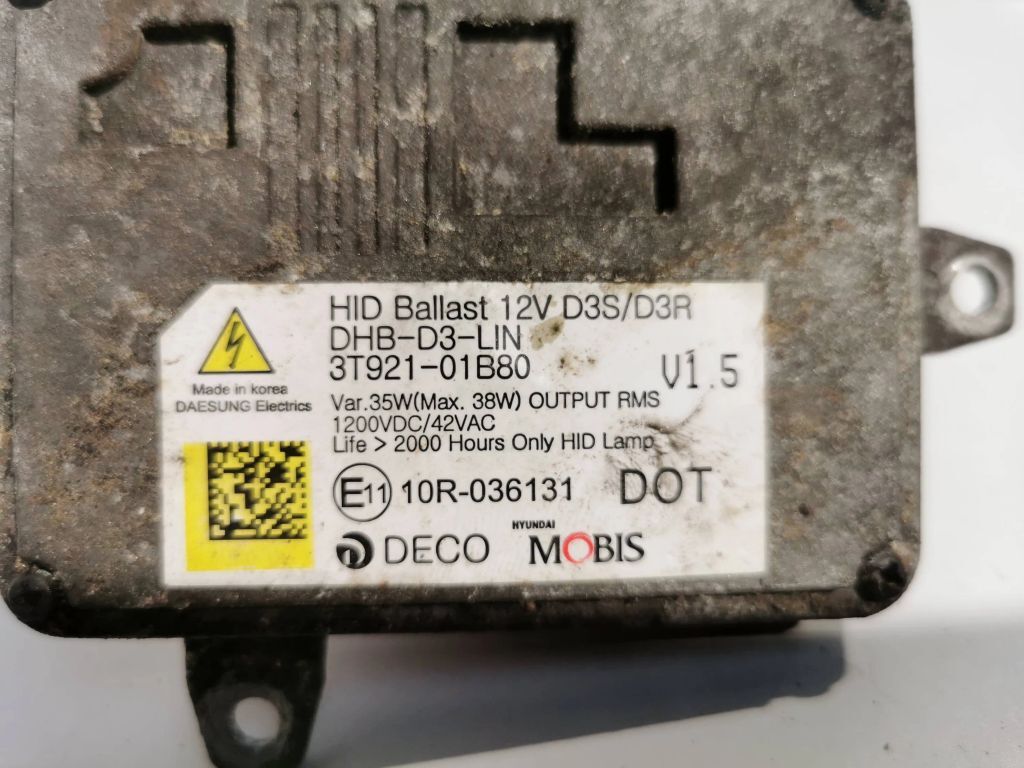 HID Ballast 12V D3S/D3R
DHB-D3-LIN
3T921-01B80
V1.5
Made in korea
DAESUNG Electrics
Var.35W(Max. 38W) OUTPUT RMS
1200VDC/42VAC
Life > 2000 Hours Only HID Lamp
E11 10R-036131 DOT
DECO
HYUNDAI
MOBIS